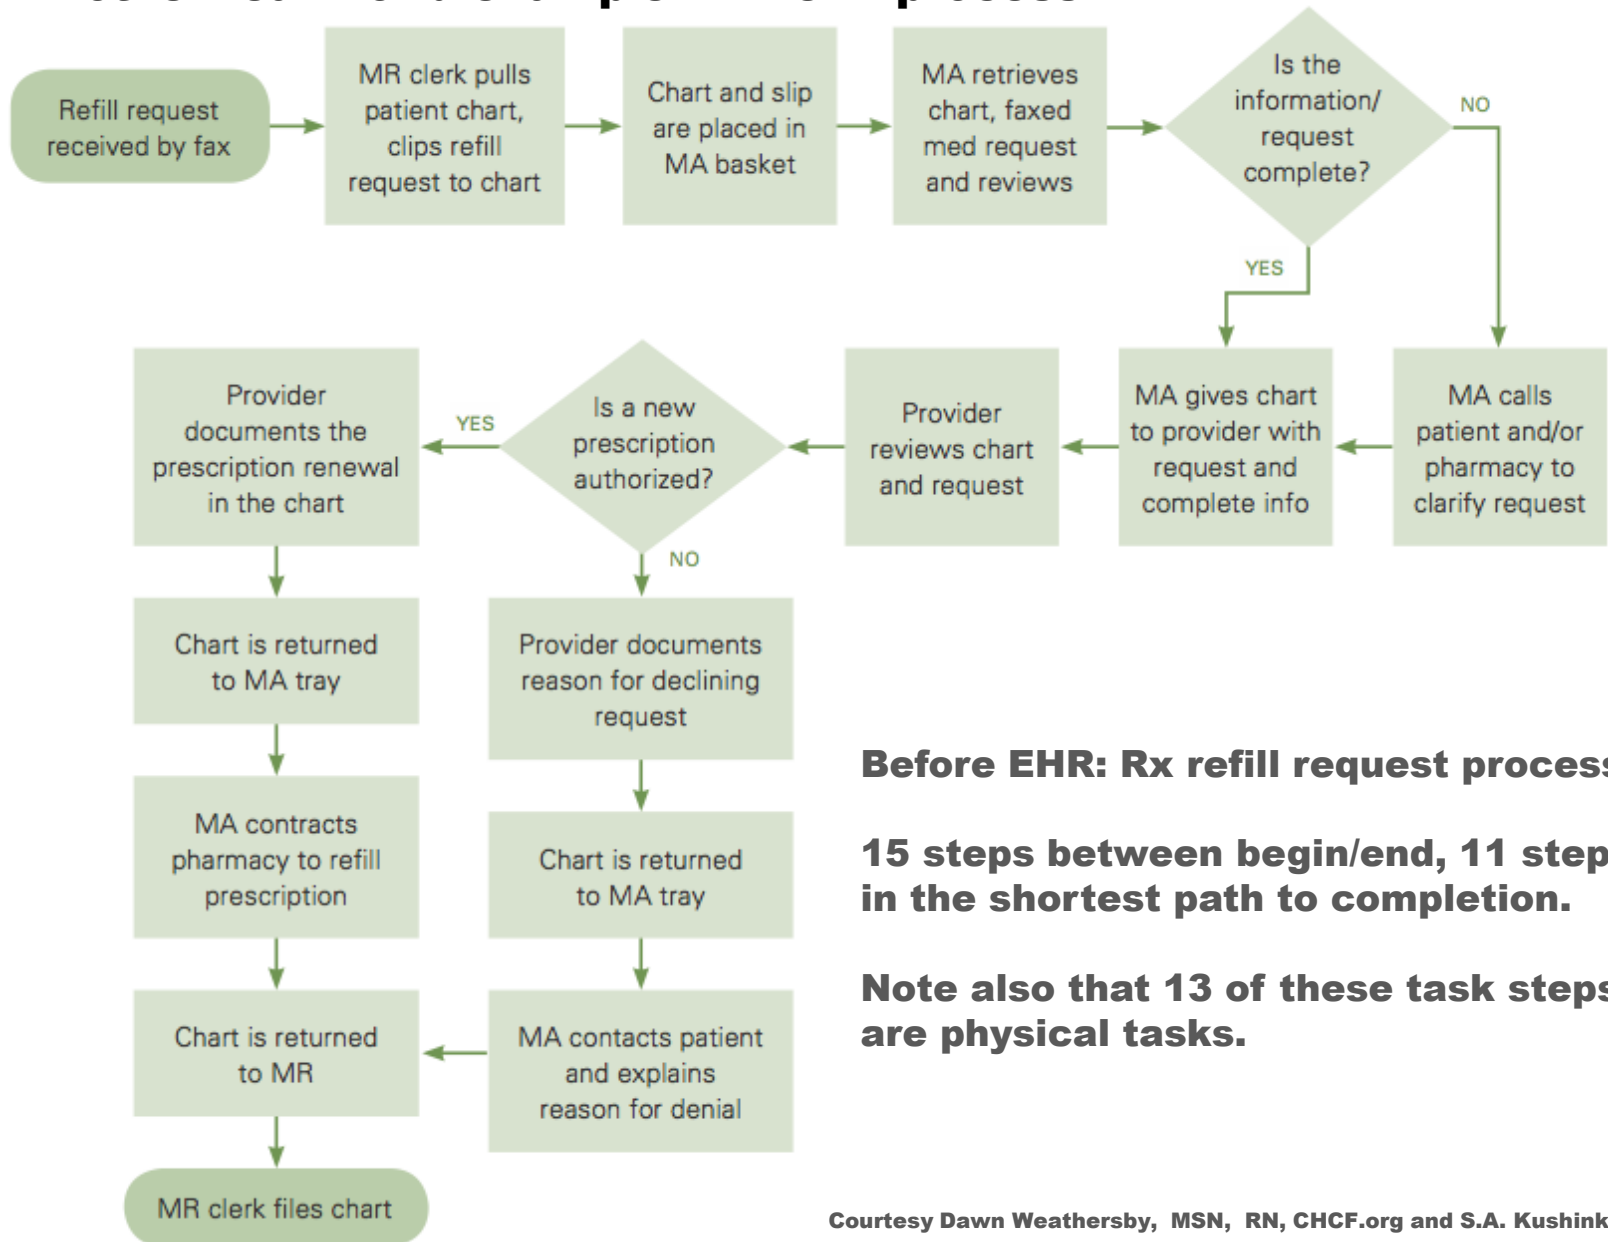 Refill request
received by fax
MR clerk pulls
patient chart,
clips refill
request to chart
Chart and slip
are placed in
MA basket
MA retrieves
chart, faxed
med request
and reviews
Is the
information/
request
complete?
NO
YES
MA calls
patient and/or
pharmacy to
clarify request
MA gives chart
to provider with
request and
complete info
Provider
reviews chart
and request
Is a new
prescription
authorized?
YES
NO
Provider
documents the
prescription renewal
in the chart
Chart is returned
to MA tray
MA contracts
pharmacy to refill
prescription
Chart is returned
to MR
MR clerk files chart
Provider documents
reason for declining
request
Chart is returned
to MA tray
MA contacts patient
and explains
reason for denial
Before EHR: Rx refill request process
15 steps between begin/end, 11 step
in the shortest path to completion.
Note also that 13 of these task steps
are physical tasks.
Courtesy Dawn Weathersby, MSN, RN, CHCF.org and S.A. Kushink